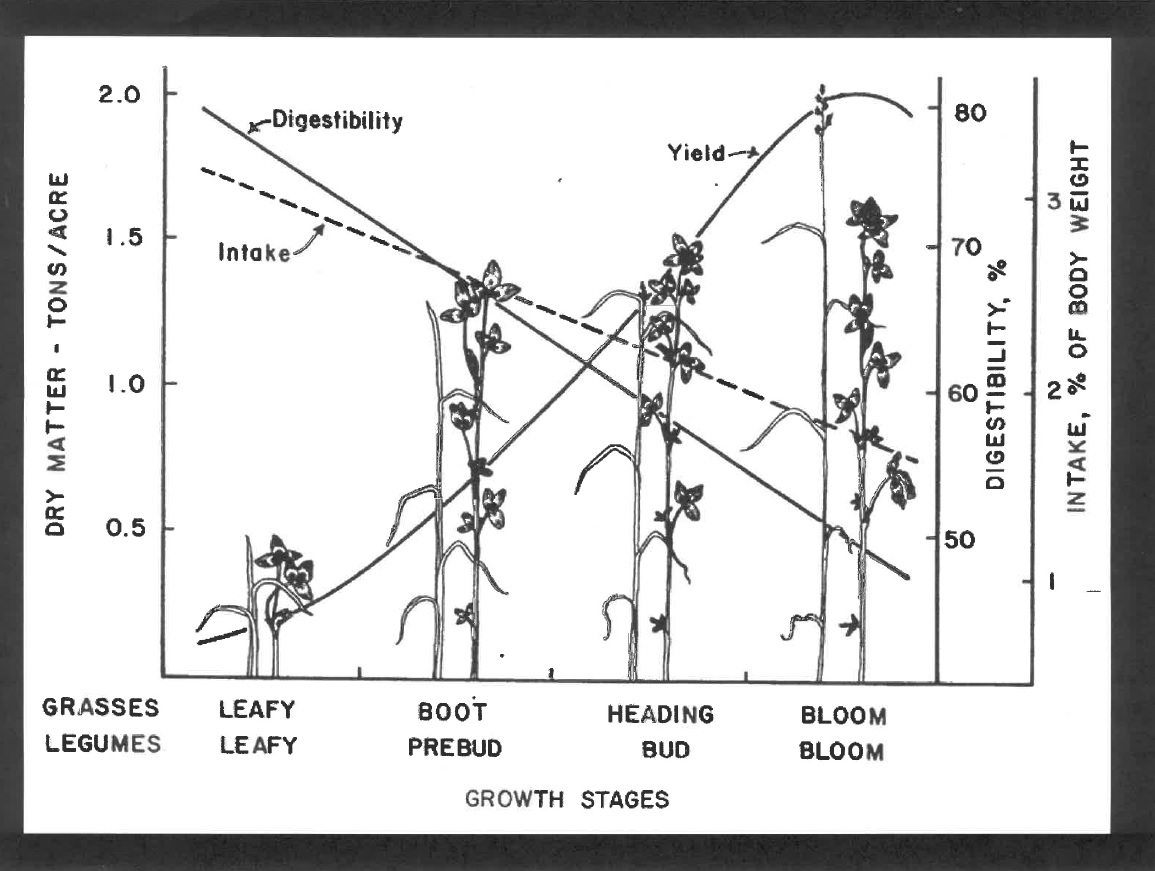 2.0
1.5
1.0
0.5
DRY MATTER - TONS/ACRE
Digestibility
Intake
Yield
80
70
60
50
DIGESTIBILITY, %
3
2
1
INTAKE, % OF BODY WEIGHT
GRASSES LEAFY BOOT HEADING BLOOM
LEGUMES LEAFY PREBUD BUD BLOOM
GROWTH STAGES